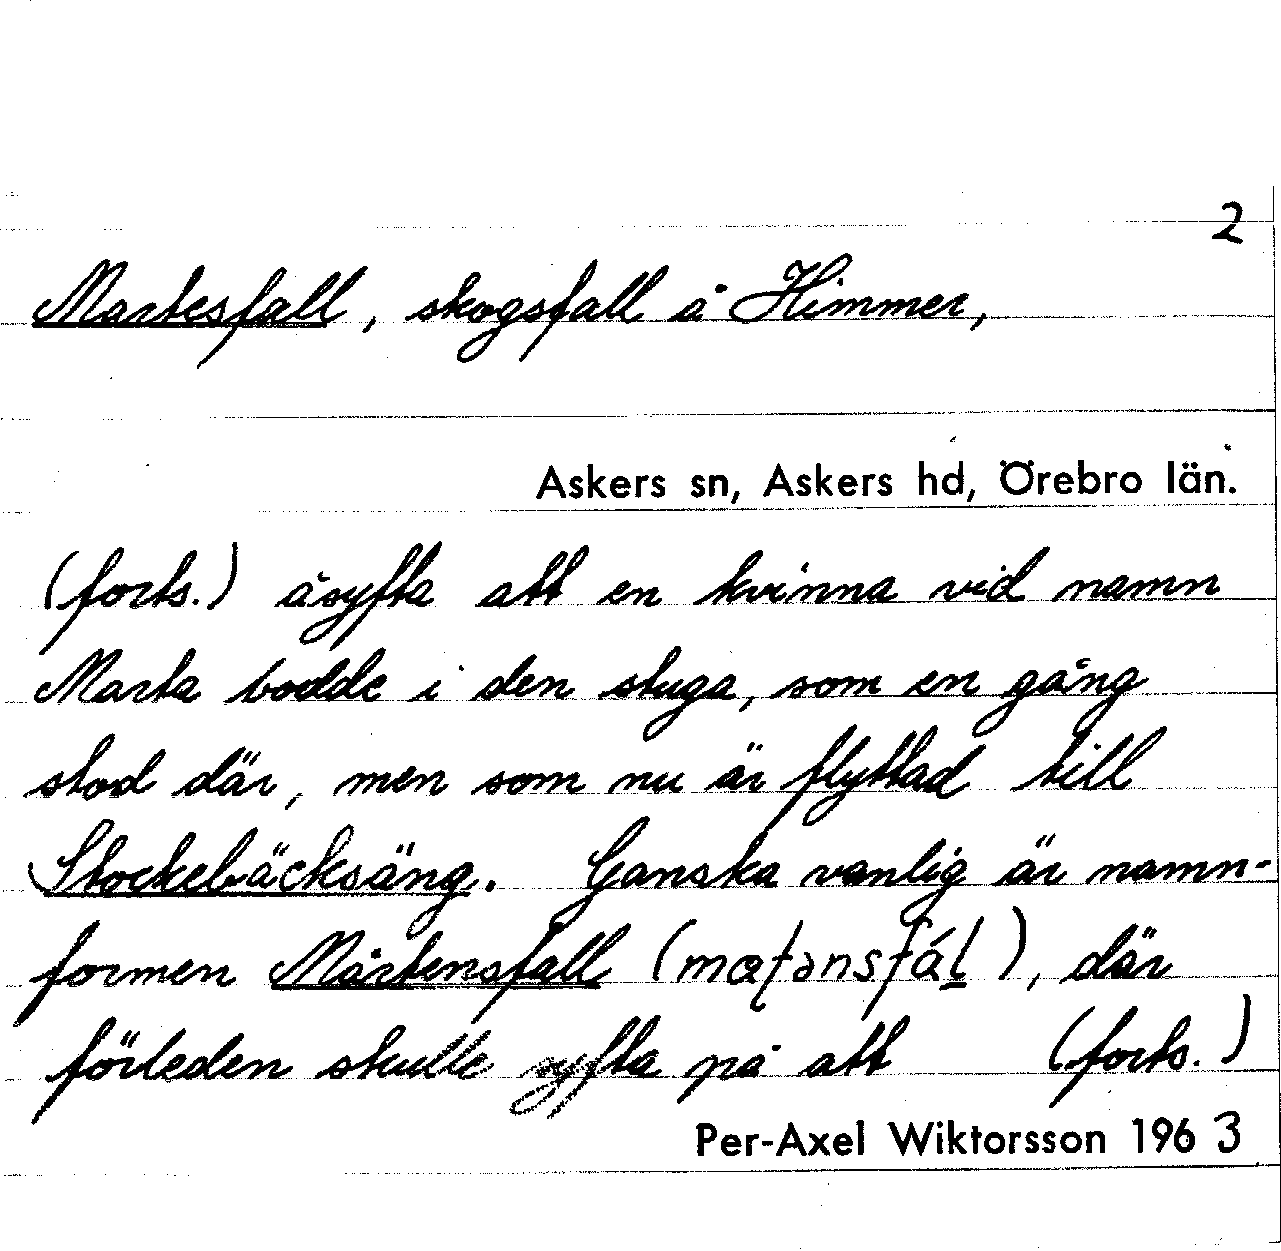 2
Martesfall, skogsfall å Himmer,
Askers sn, Askers hd, Örebro län.
(forts.) åsyfta att en kvinna vid namn
Marta bodde i den stuga, som en gång
stod där, men som nu är flyttad till
Stockebäcksäng. Ganska vanlig är namn-
formen Mårtensfall (mœʈənsfáḷ), där
förleden skulle syfta på att (forts.)
Per-Axel Wiktorsson 1963